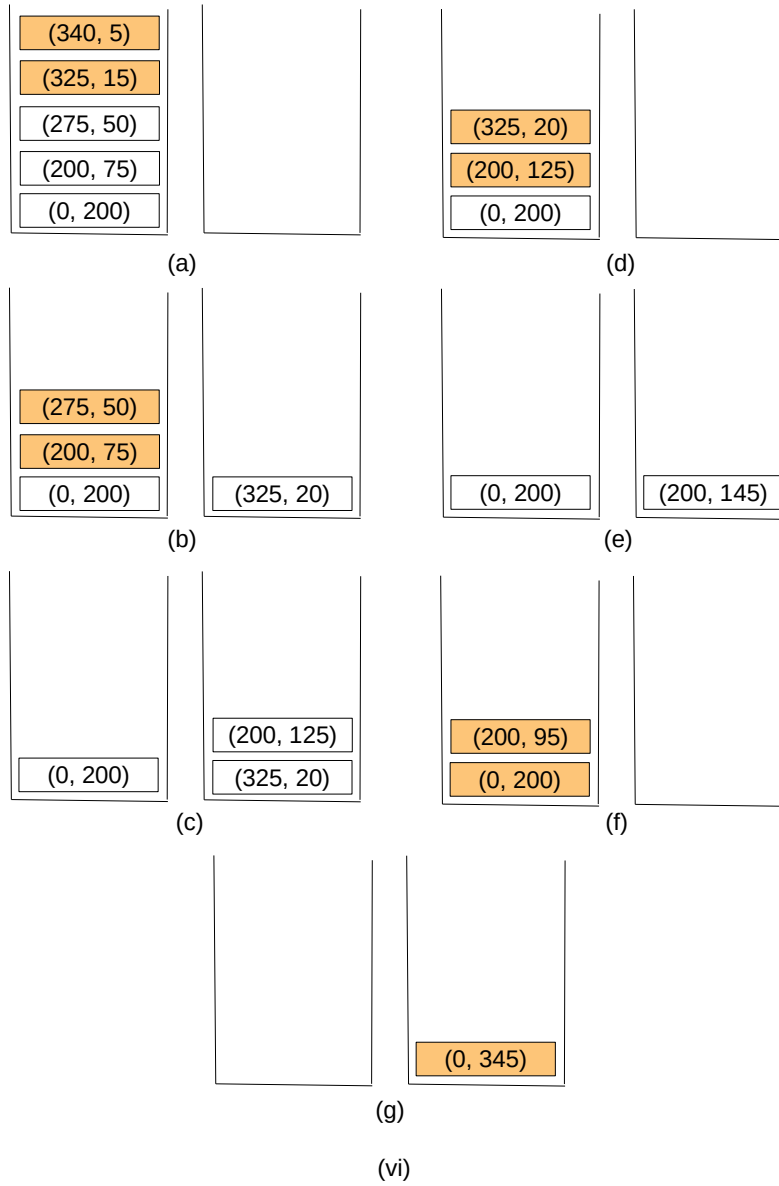 (340, 5)
(325, 15)
(275, 50)
(200, 75)
(0, 200)
(a)
(325, 20)
(200, 125)
(0, 200)
(d)
(275, 50)
(200, 75)
(0, 200)
(325, 20)
(b)
(0, 200)
(200, 145)
(e)
(0, 200)
(200, 125)
(325, 20)
(c)
(200, 95)
(0, 200)
(f)
(0, 345)
(g)
(vi)